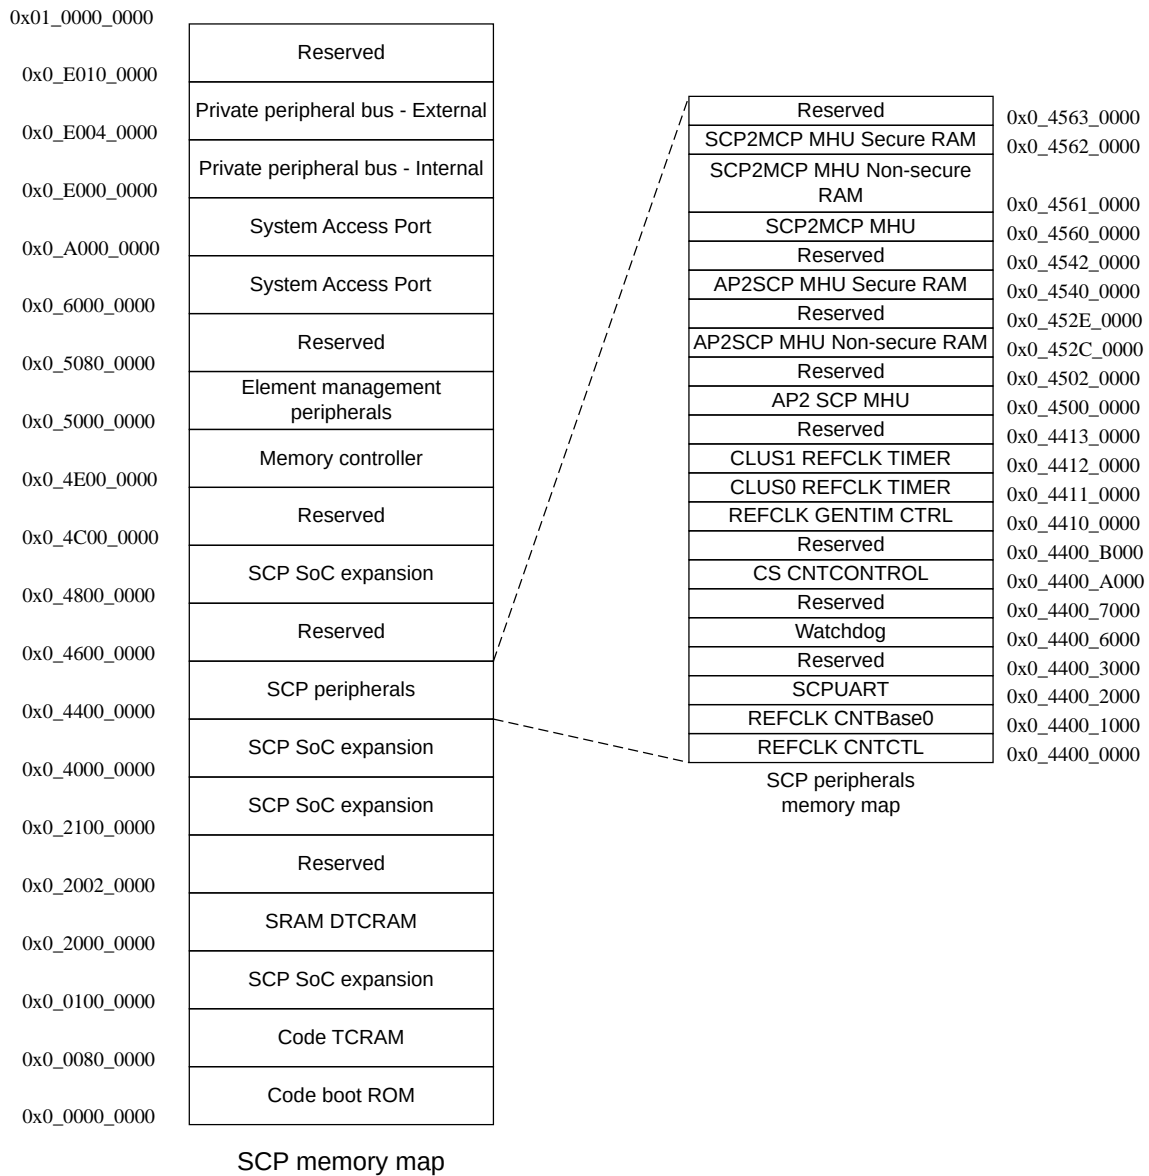 0x01_0000_0000
Reserved
0x0_E010_0000
Private peripheral bus - External
0x0_E004_0000
Private peripheral bus - Internal
0x0_E000_0000
System Access Port
0x0_A000_0000
System Access Port
0x0_6000_0000
Reserved
0x0_5080_0000
Element management
peripherals
0x0_5000_0000
Memory controller
0x0_4E00_0000
Reserved
0x0_4C00_0000
SCP SoC expansion
0x0_4800_0000
Reserved
0x0_4600_0000
SCP peripherals
0x0_4400_0000
SCP SoC expansion
0x0_4000_0000
SCP SoC expansion
0x0_2100_0000
Reserved
0x0_2002_0000
SRAM DTCRAM
0x0_2000_0000
SCP SoC expansion
0x0_0100_0000
Code TCRAM
0x0_0080_0000
Code boot ROM
0x0_0000_0000
SCP memory map
Reserved
0x0_4563_0000
SCP2MCP MHU Secure RAM
0x0_4562_0000
SCP2MCP MHU Non-secure
RAM
0x0_4561_0000
SCP2MCP MHU
0x0_4560_0000
Reserved
0x0_4542_0000
AP2SCP MHU Secure RAM
0x0_4540_0000
Reserved
0x0_452E_0000
AP2SCP MHU Non-secure RAM
0x0_452C_0000
Reserved
0x0_4502_0000
AP2 SCP MHU
0x0_4500_0000
Reserved
0x0_4413_0000
CLUS1 REFCLK TIMER
0x0_4412_0000
CLUS0 REFCLK TIMER
0x0_4411_0000
REFCLK GENTIM CTRL
0x0_4410_0000
Reserved
0x0_4400_B000
CS CNTCONTROL
0x0_4400_A000
Reserved
0x0_4400_7000
Watchdog
0x0_4400_6000
Reserved
0x0_4400_3000
SCPUART
0x0_4400_2000
REFCLK CNTBase0
0x0_4400_1000
REFCLK CNTCTL
0x0_4400_0000
SCP peripherals
memory map